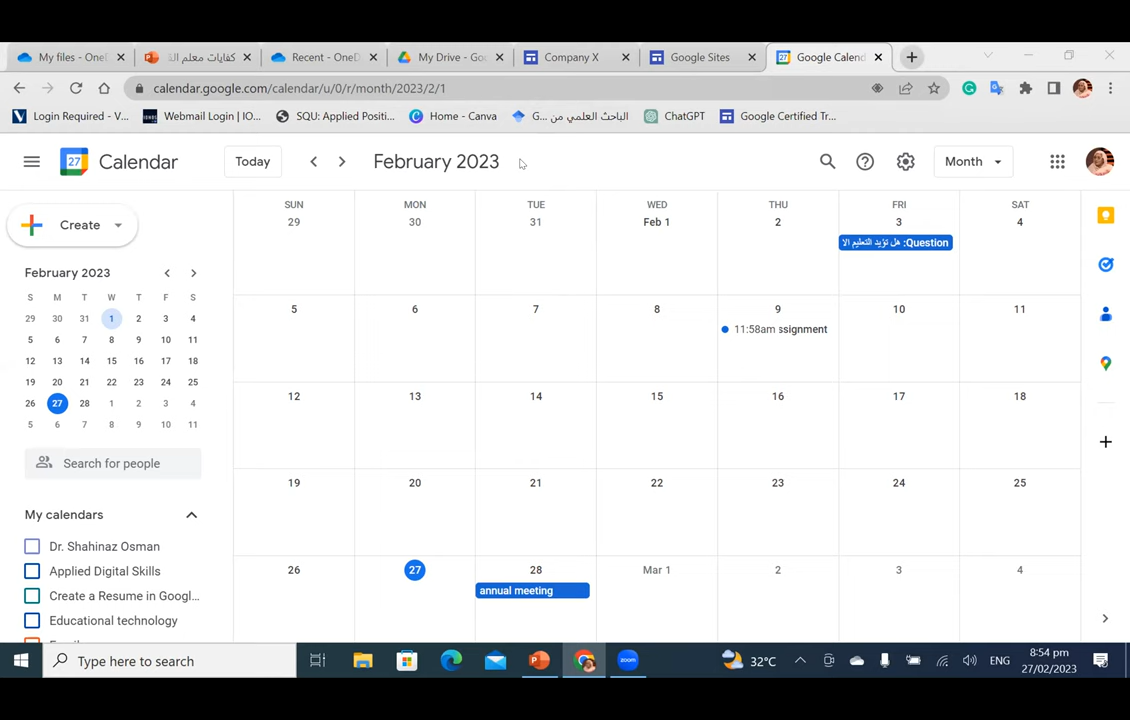 My files - OneD
كفايات معلم الق
Recent - OneD
My Drive - Goo
Company X
Google Sites
Google Calend
calendar.google.com/calendar/u/0/r/month/2023/2/1
Login Required - V...
Webmail Login | IO...
SQU: Applied Positi...
Home - Canva
الباحث العلمي من G...
ChatGPT
Google Certified Tr...
27 Calendar
Today
February 2023
Month
Create
SUN MON TUE WED THU FRI SAT
29 30 31 Feb 1 2 3 4
Question: هل تؤيد التعليم الا
5 6 7 8 9 10 11
11:58am ssignment
12 13 14 15 16 17 18
19 20 21 22 23 24 25
26 27 28 Mar 1 2 3 4
annual meeting
February 2023
S M T W T F S
29 30 31 1 2 3 4
5 6 7 8 9 10 11
12 13 14 15 16 17 18
19 20 21 22 23 24 25
26 27 28 1 2 3 4
5 6 7 8 9 10 11
Search for people
My calendars
Dr. Shahinaz Osman
Applied Digital Skills
Create a Resume in Googl...
Educational technology
Type here to search
zoom
32°C
ENG
8:54 pm
27/02/2023